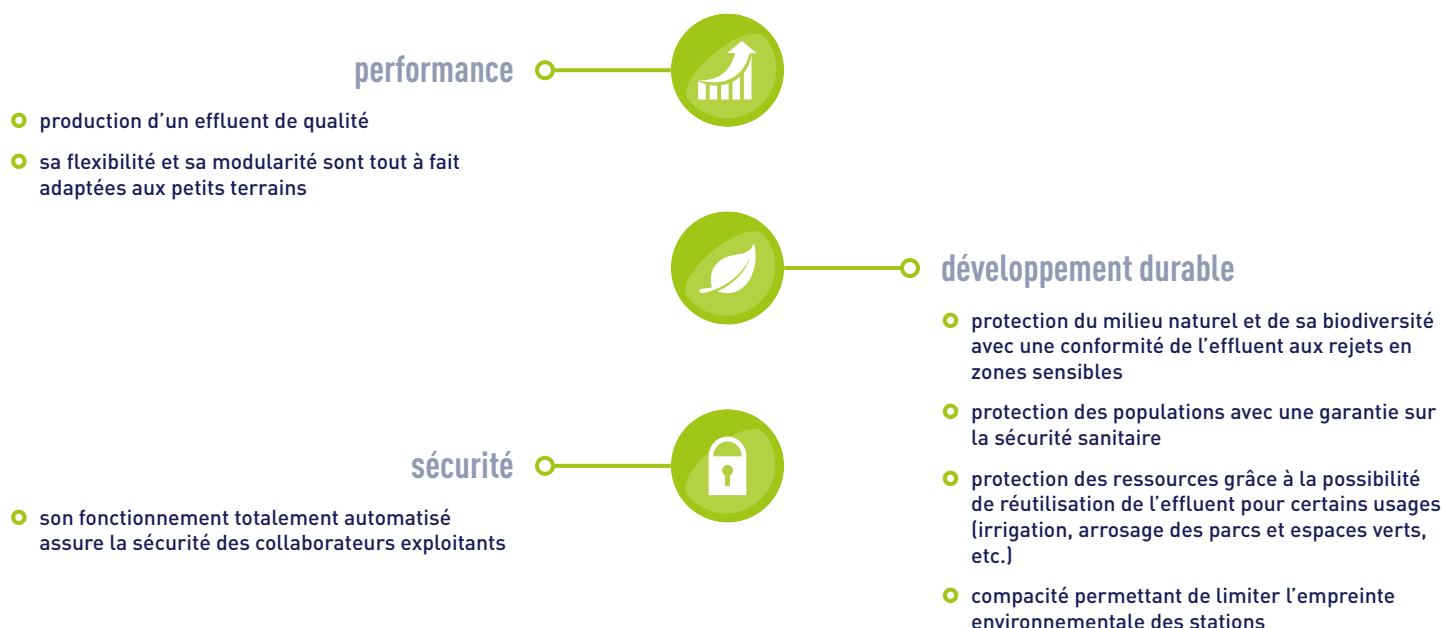 performance
production d’un effluent de qualité
sa flexibilité et sa modularité sont tout à fait
adaptées aux petits terrains
développement durable
protection du milieu naturel et de sa biodiversité
avec une conformité de l’effluent aux rejets en
zones sensibles
protection des populations avec une garantie sur
la sécurité sanitaire
protection des ressources grâce à la possibilité
de réutilisation de l’effluent pour certains usages
(irrigation, arrosage des parcs et espaces verts,
etc.)
compacité permettant de limiter l’empreinte
environnementale des stations
sécurité
son fonctionnement totalement automatisé
assure la sécurité des collaborateurs exploitants